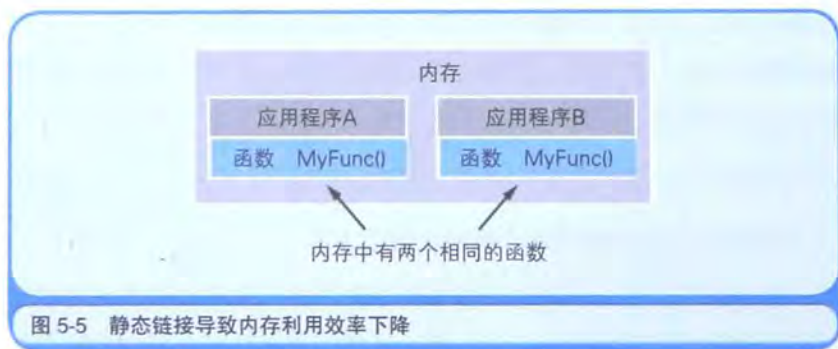 内存
应用程序A
应用程序B
函数 MyFunc()
函数 MyFunc()
内存中有两个相同的函数
图 5-5 静态链接导致内存利用效率下降